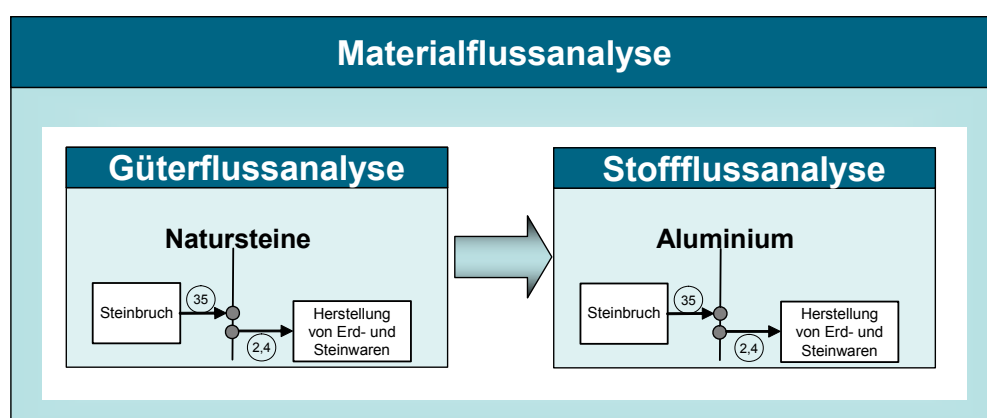 Materialflussanalyse
Güterflussanalyse
Natursteine
Steinbruch
35
2,4
Herstellung
von Erd- und
Steinwaren
Stoffflussanalyse
Aluminium
Steinbruch
35
2,4
Herstellung
von Erd- und
Steinwaren